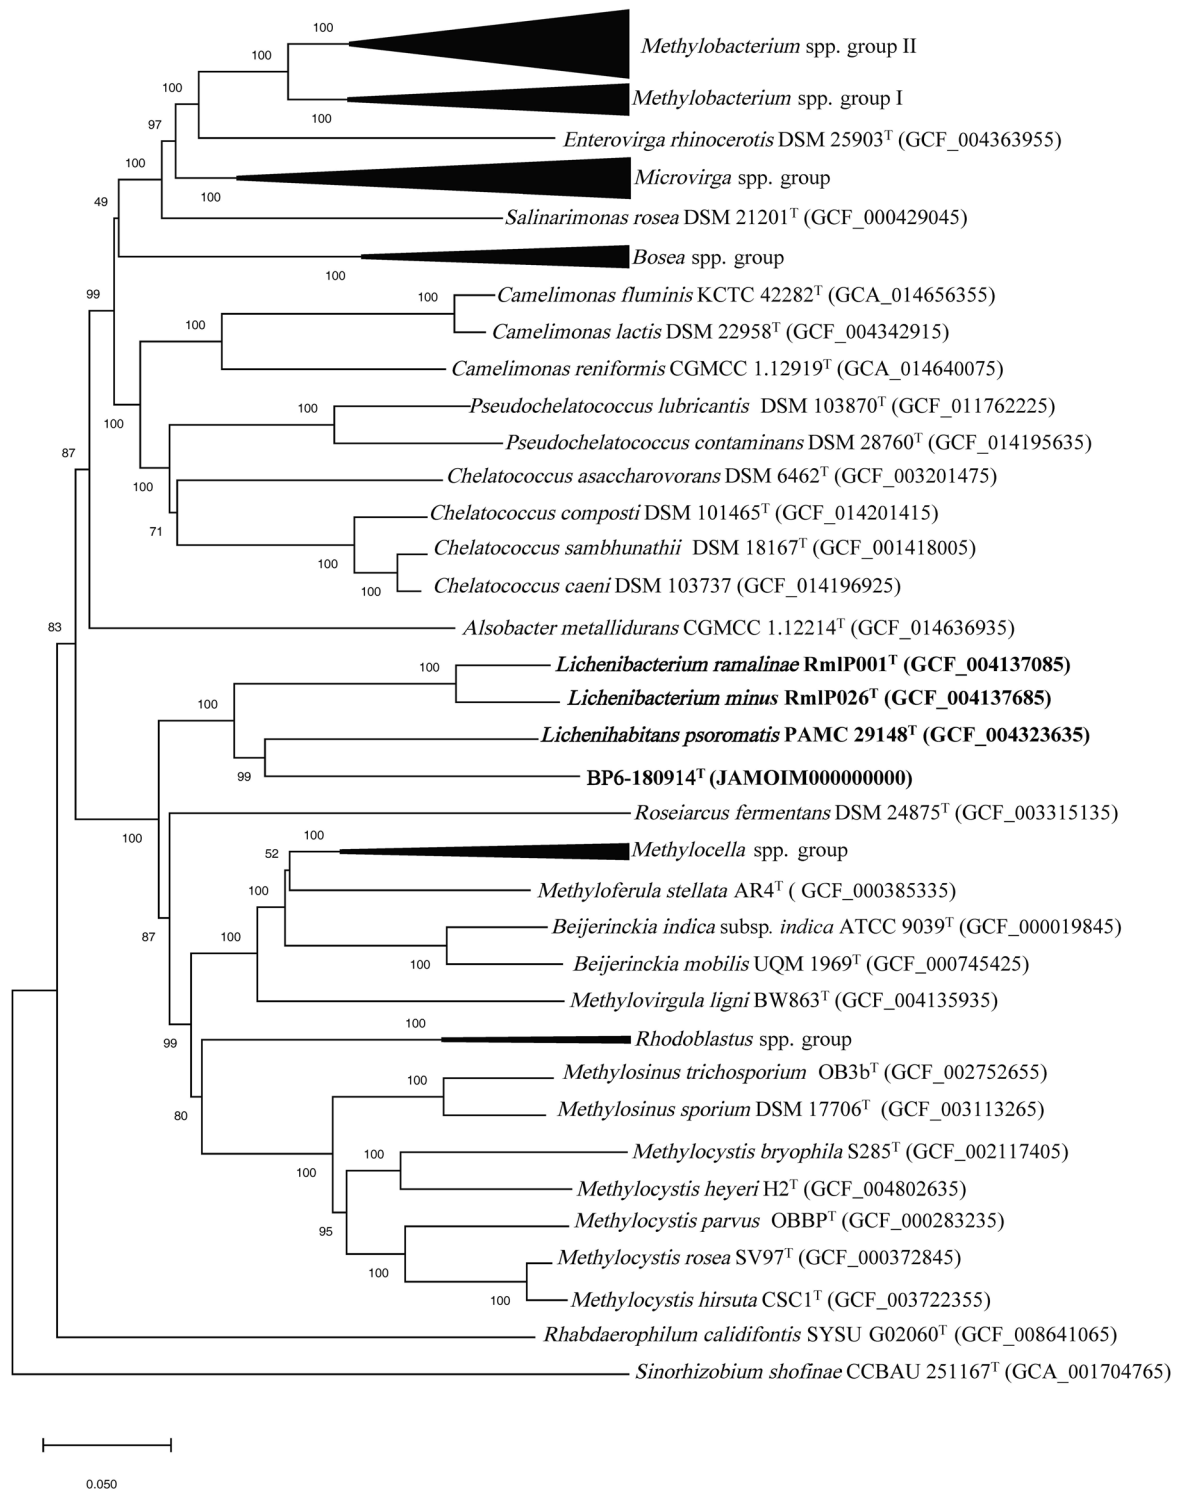 100
Methylobacterium spp. group II
100
100
Methylobacterium spp. group I
100
97
Enterovirga rhinocerotis DSM 25903ᵀ (GCF_004363955)
100
Microvirga spp. group
100
49
Salinarimonas rosea DSM 21201ᵀ (GCF_000429045)
Bosea spp. group
100
99
Camelimonas fluminis KCTC 42282ᵀ (GCA_014656355)
100
100
Camelimonas lactis DSM 22958ᵀ (GCF_004342915)
Camelimonas reniformis CGMCC 1.12919ᵀ (GCA_014640075)
100
Pseudochelatococcus lubricantis DSM 103870ᵀ (GCF_011762225)
100
Pseudochelatococcus contaminans DSM 28760ᵀ (GCF_014195635)
87
100
Chelatococcus asaccharovorans DSM 6462ᵀ (GCF_003201475)
71
Chelatococcus composti DSM 101465ᵀ (GCF_014201415)
Chelatococcus sambhunathii DSM 18167ᵀ (GCF_001418005)
100
100
Chelatococcus caeni DSM 103737 (GCF_014196925)
83
Alsobacter metallidurans CGMCC 1.12214ᵀ (GCF_014636935)
100
Lichenibacterium ramalinae RmlP001ᵀ (GCF_004137085)
100
Lichenibacterium minus RmlP026ᵀ (GCF_004137685)
Lichenihabitans psoromatis PAMC 29148ᵀ (GCF_004323635)
99
BP6-180914ᵀ (JAMOIM000000000)
100
Roseiarcus fermentans DSM 24875ᵀ (GCF_003315135)
100
52
Methylocella spp. group
100
Methyloferula stellata AR4ᵀ ( GCF_000385335)
87
100
Beijerinckia indica subsp. indica ATCC 9039ᵀ (GCF_000019845)
100
Beijerinckia mobilis UQM 1969ᵀ (GCF_000745425)
Methylovirgula ligni BW863ᵀ (GCF_004135935)
99
100
Rhodoblastus spp. group
100
Methylosinus trichosporium OB3bᵀ (GCF_002752655)
80
Methylosinus sporium DSM 17706ᵀ (GCF_003113265)
100
100
Methylocystis bryophila S285ᵀ (GCF_002117405)
Methylocystis heyeri H2ᵀ (GCF_004802635)
95
Methylocystis parvus OBBPᵀ (GCF_000283235)
100
Methylocystis rosea SV97ᵀ (GCF_000372845)
100
Methylocystis hirsuta CSC1ᵀ (GCF_003722355)
Rhabdaerophilum calidifontis SYSU G02060ᵀ (GCF_008641065)
Sinorhizobium shofinae CCBAU 251167ᵀ (GCA_001704765)
0.050